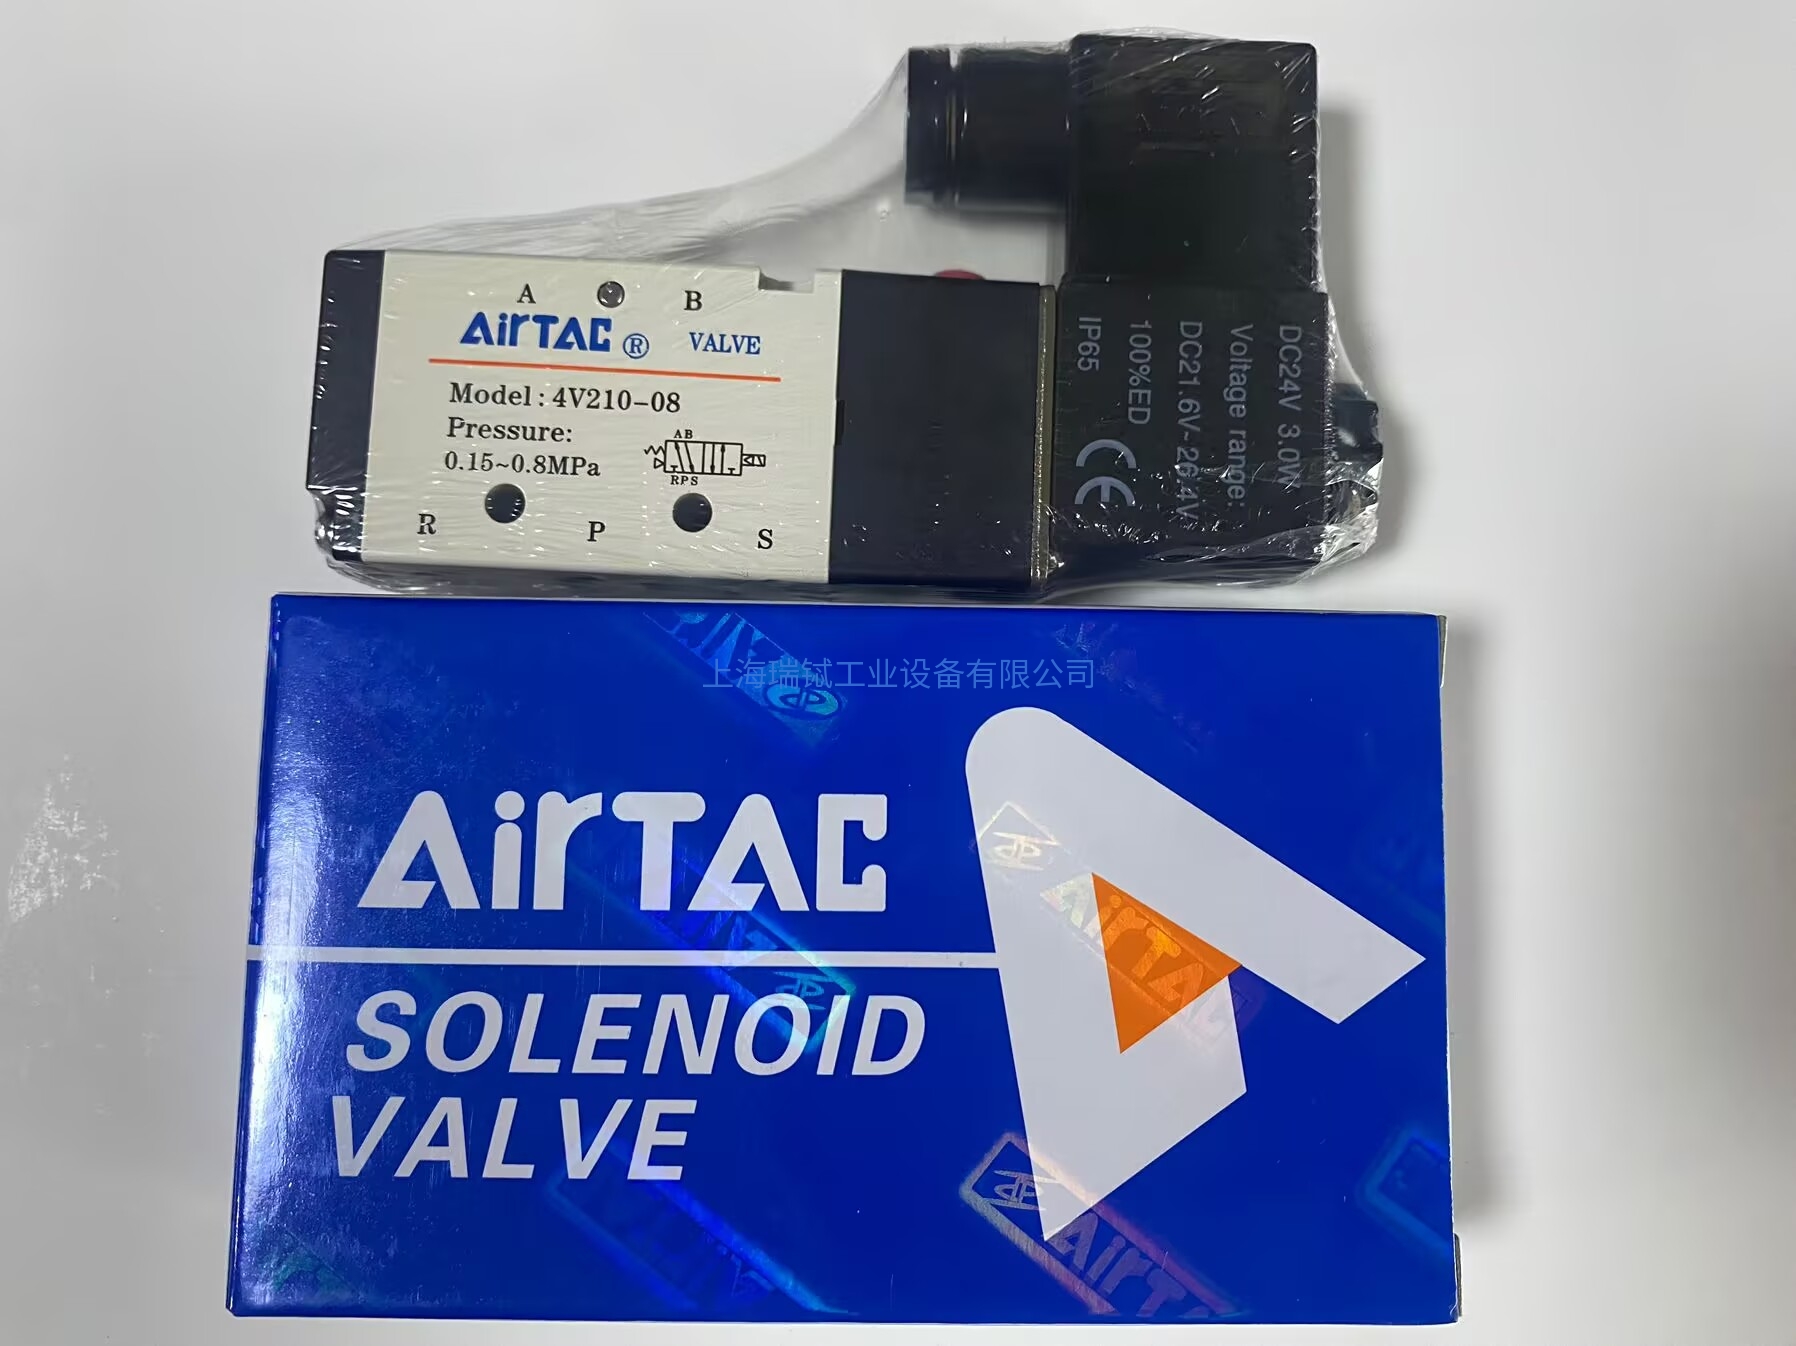 A B
AirTAC ® VALVE
Model: 4V210-08
Pressure:
0.15~0.8MPa
AB
RPS
R P S
DC24V 3.0W
Voltage range:
DC21.6V~26.4V
100%ED
IP65
CE
上海瑞铽工业设备有限公司
AirTAC
SOLENOID
VALVE
AirTAC
AirT